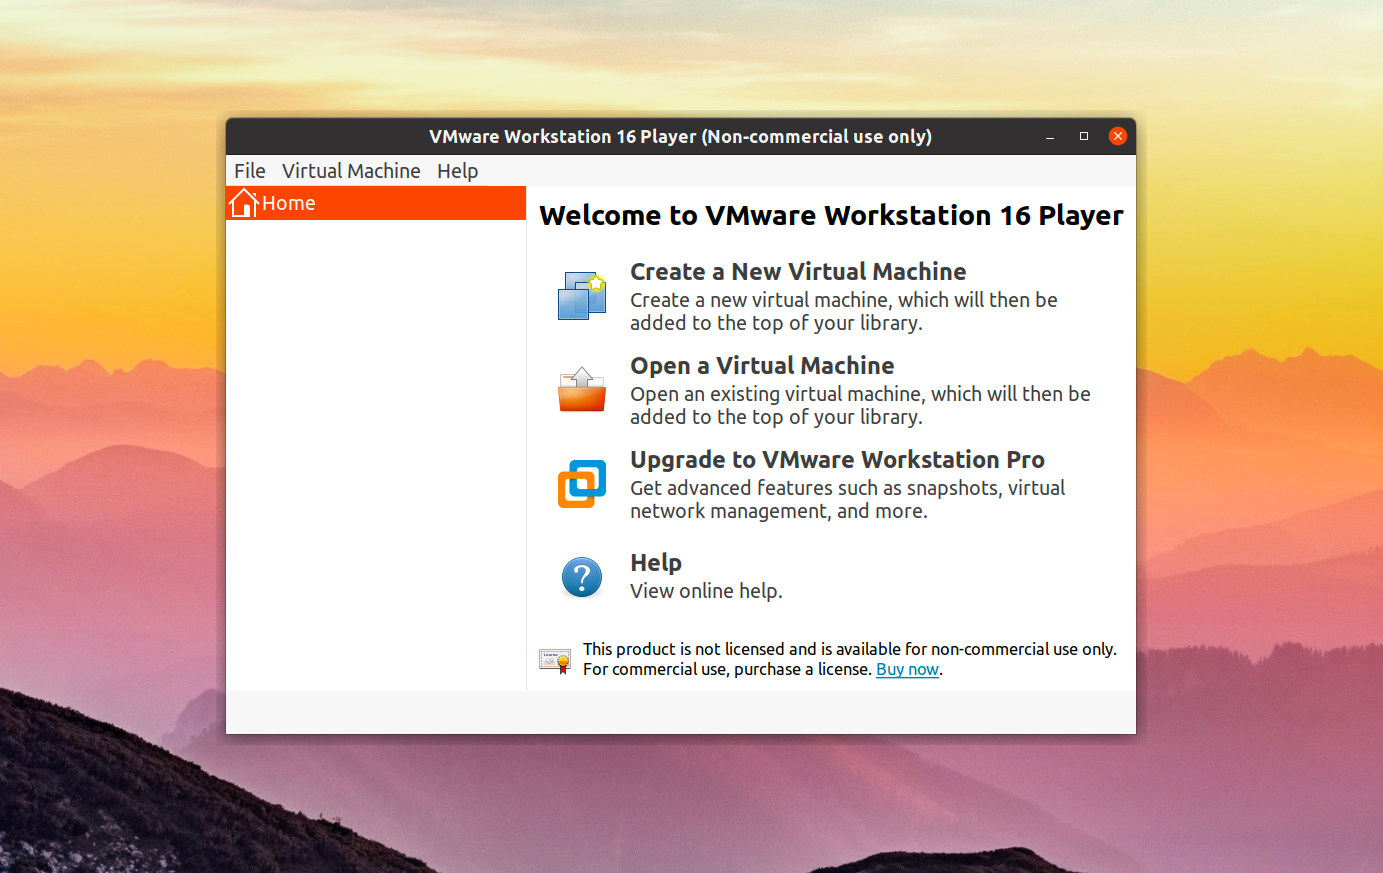 VMware Workstation 16 Player (Non-commercial use only)
File Virtual Machine Help
Home
Welcome to VMware Workstation 16 Player
Create a New Virtual Machine
Create a new virtual machine, which will then be
added to the top of your library.
Open a Virtual Machine
Open an existing virtual machine, which will then be
added to the top of your library.
Upgrade to VMware Workstation Pro
Get advanced features such as snapshots, virtual
network management, and more.
?
Help
View online help.
This product is not licensed and is available for non-commercial use only.
For commercial use, purchase a license. Buy now.